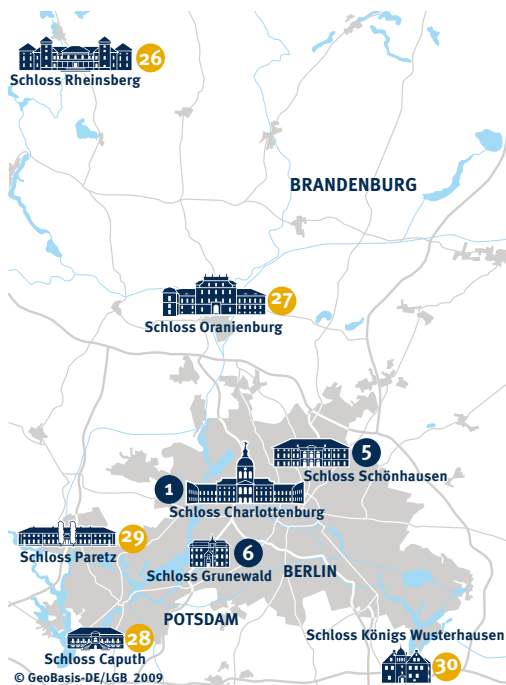 26
Schloss Rheinsberg
BRANDENBURG
27
Schloss Oranienburg
5
Schloss Schönhausen
1
Schloss Charlottenburg
29
Schloss Paretz
6
Schloss Grunewald
BERLIN
POTSDAM
28
Schloss Caputh
Schloss Königs Wusterhausen
30
© GeoBasis-DE/LGB 2009